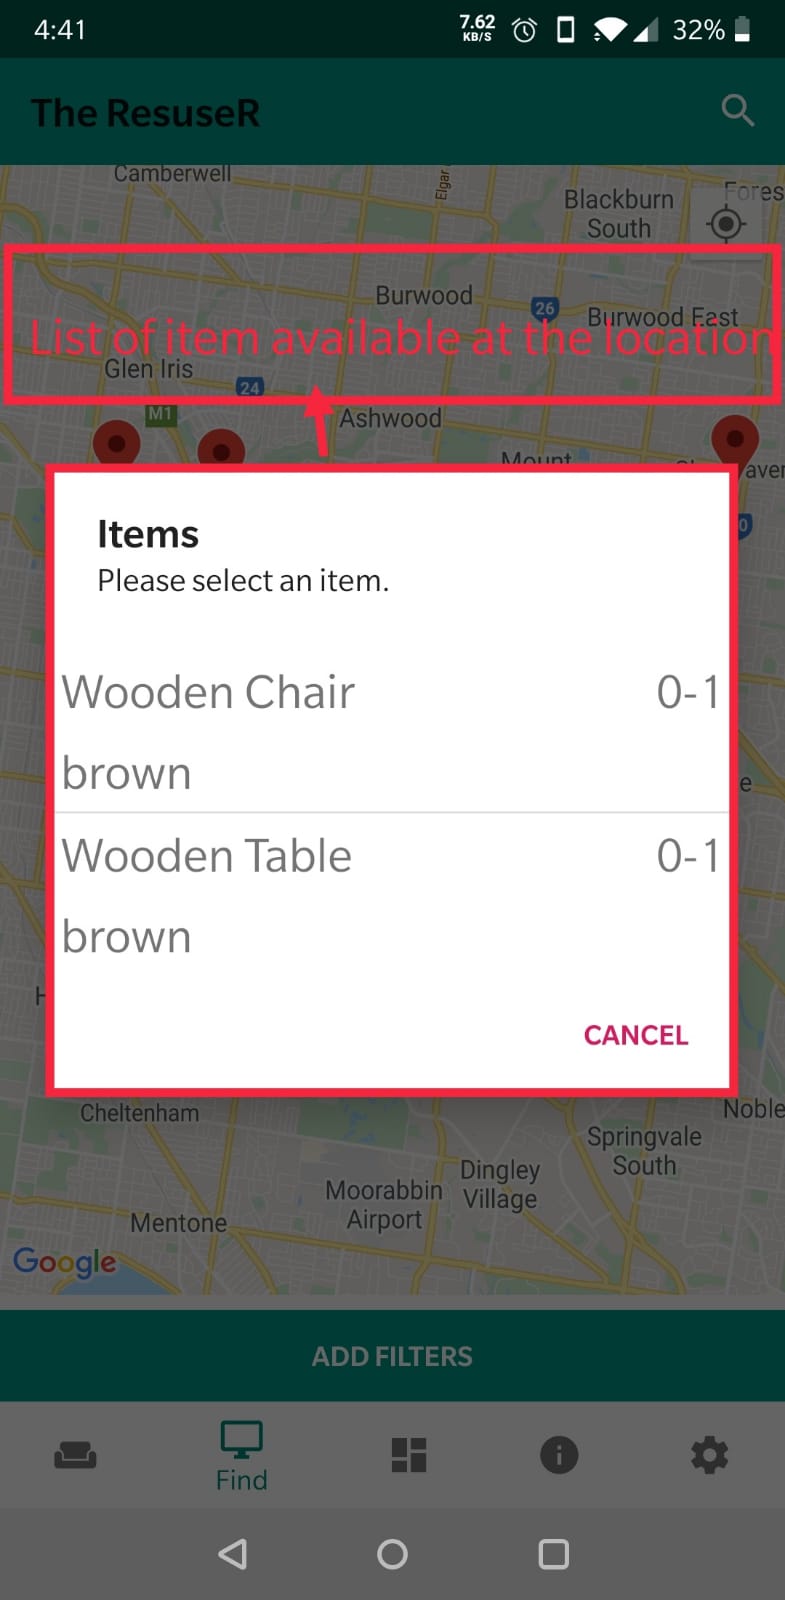 4:41
7.62
KB/S
32%
The ResuseR
Camberwell
Elgar
Blackburn
South
Fores
Burwood
26
Burwood East
List of item available at the location
Glen Iris
24
M1
Ashwood
Mount
aver
0
Items
Please select an item.
Wooden Chair 0-1
brown
e
Wooden Table 0-1
brown
H
CANCEL
Cheltenham
Noble
Springvale
South
Dingley
Village
Moorabbin
Airport
Mentone
Google
ADD FILTERS
Find